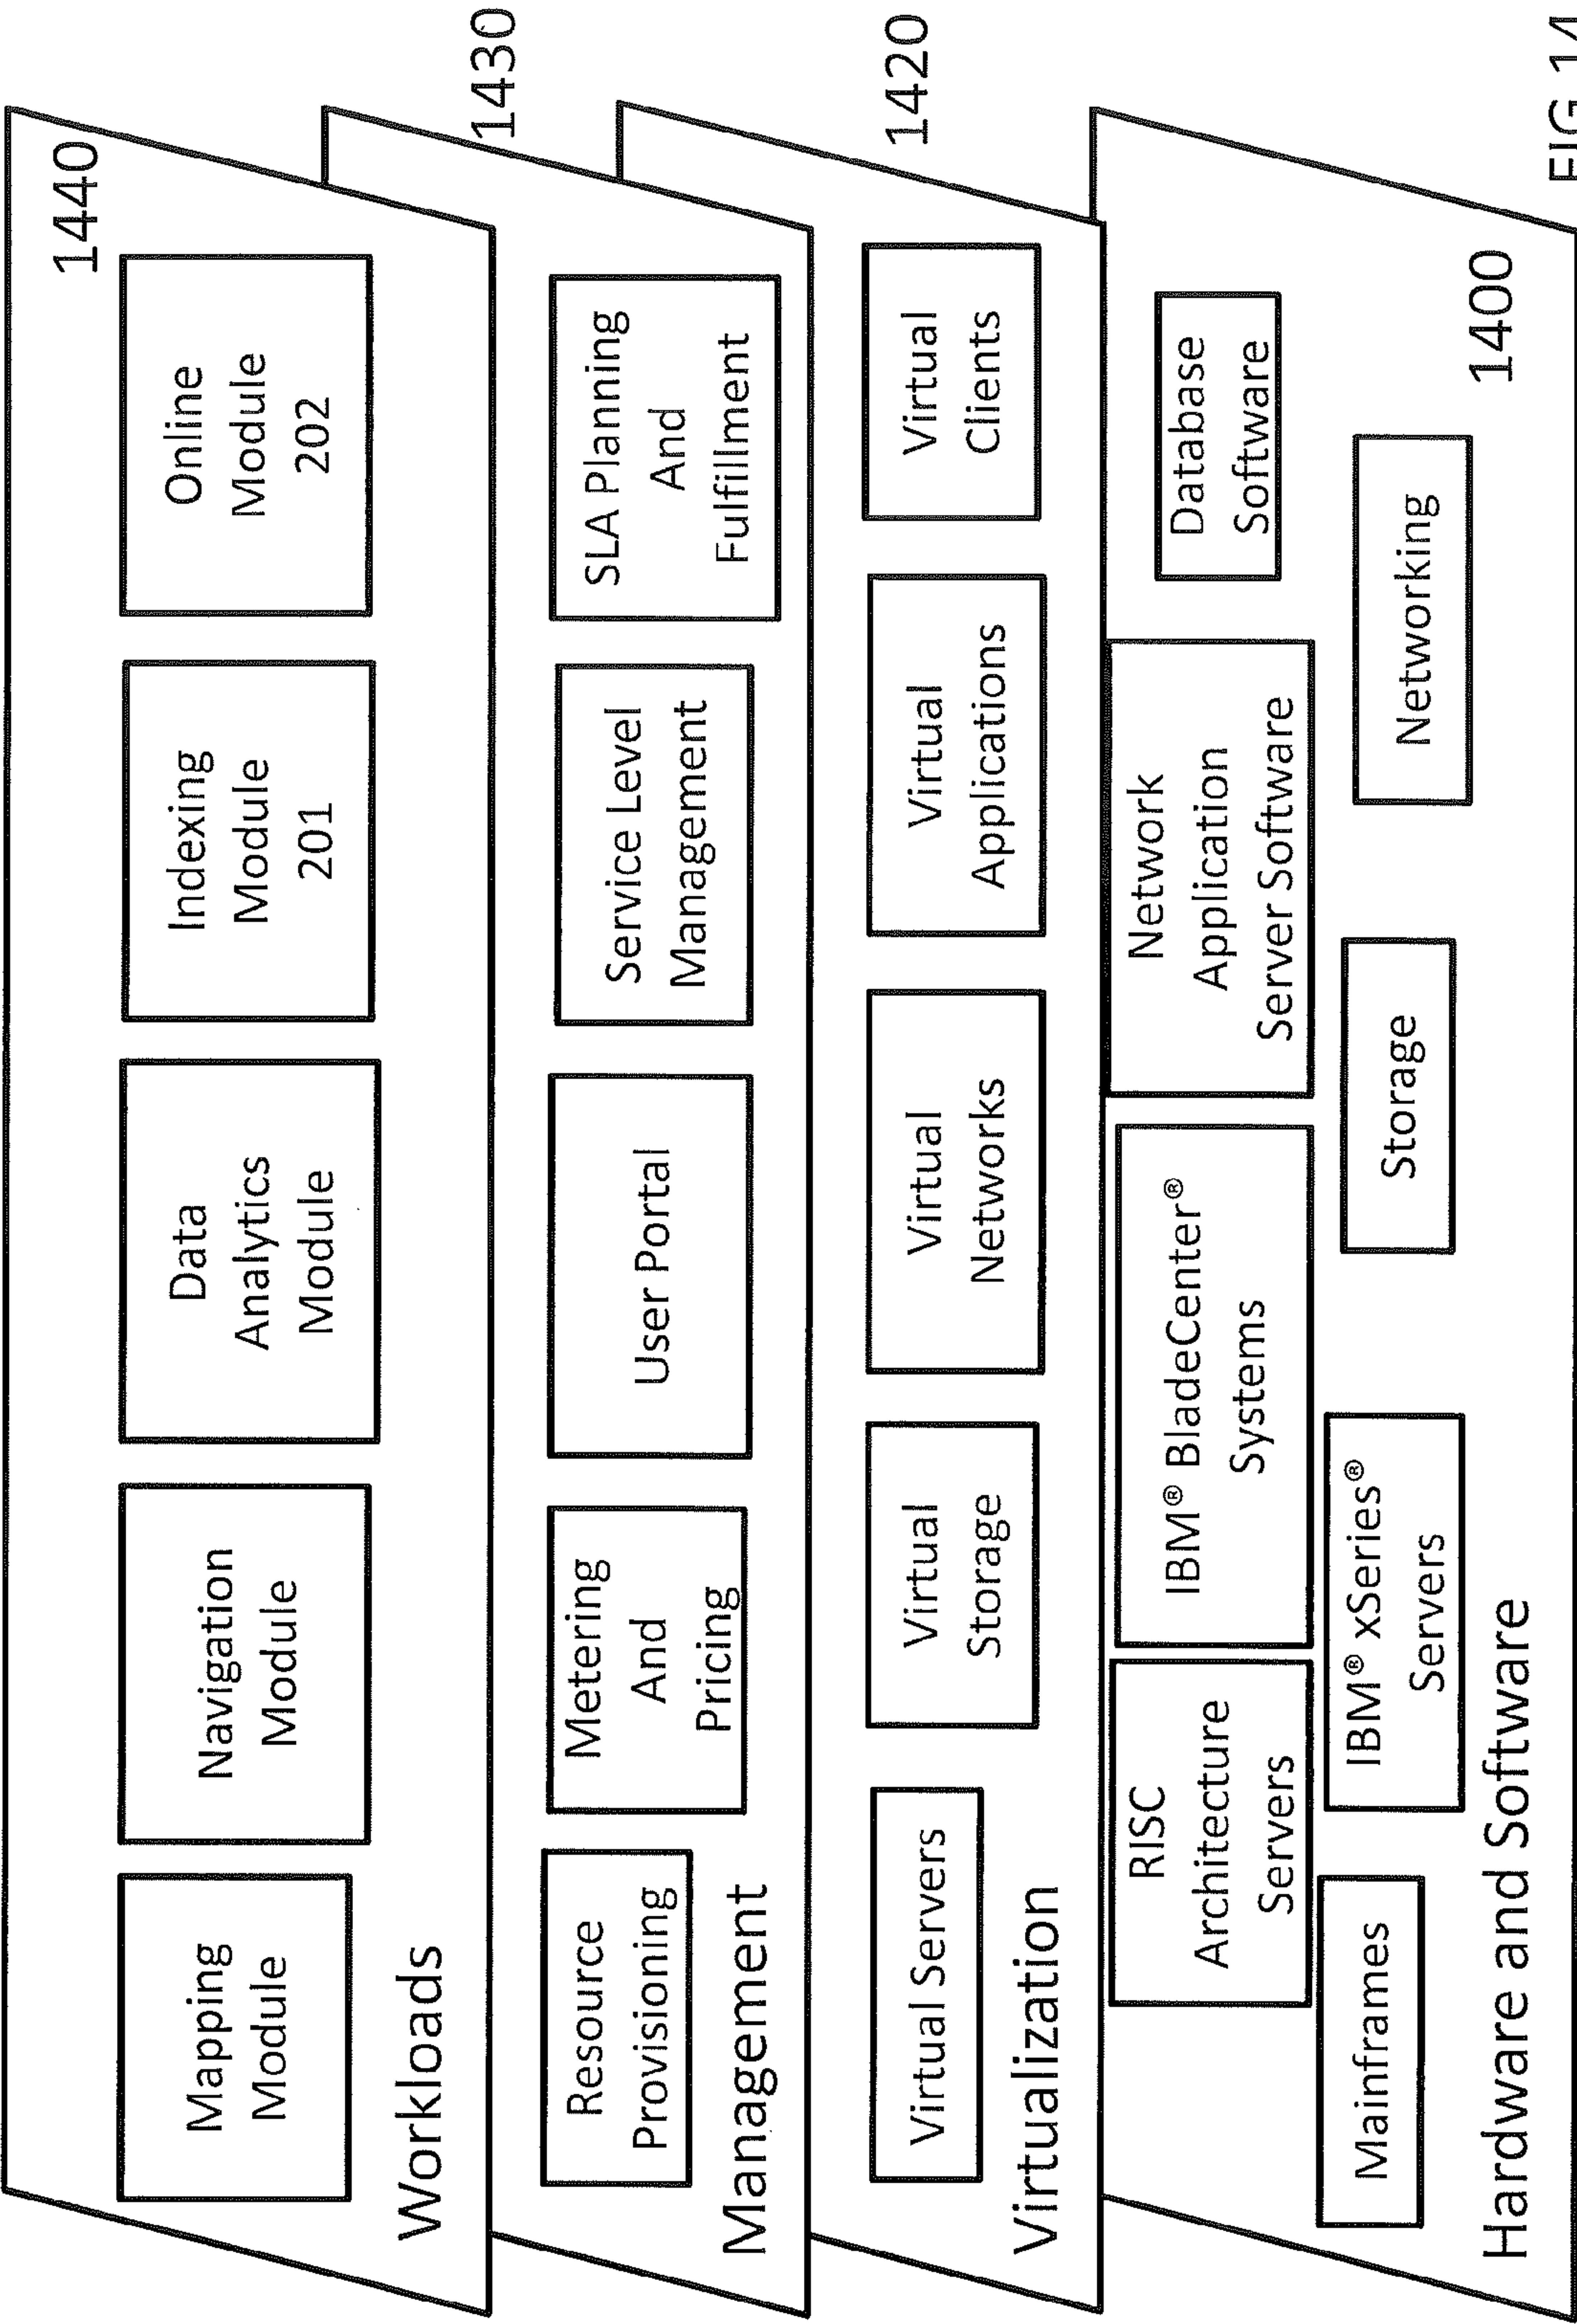 1440
Mapping
Module
Navigation
Module
Data
Analytics
Module
Indexing
Module
201
Online
Module
202
Workloads
1430
Resource
Provisioning
Metering
And
Pricing
User Portal
Service Level
Management
SLA Planning
And
Fulfillment
Management
1420
Virtual Servers
Virtual
Storage
Virtual
Networks
Virtual
Applications
Virtual
Clients
Virtualization
RISC
Architecture
Servers
IBM® BladeCenter®
Systems
Network
Application
Server Software
Database
Software
Mainframes
IBM® xSeries®
Servers
Storage
Networking
Hardware and Software
1400
FIG 14